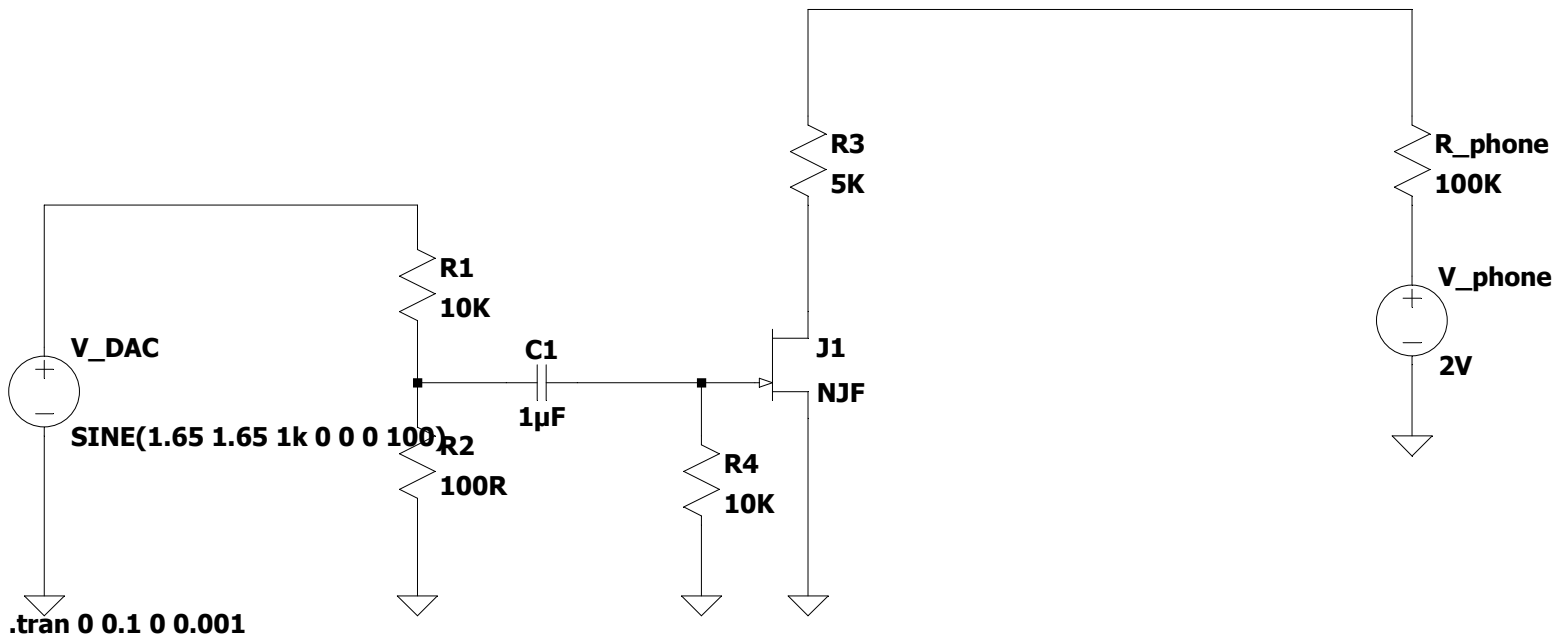 R3
5K
R_phone
100K
R1
10K
V_phone
2V
V_DAC
SINE(1.65 1.65 1k 0 0 0 100)
C1
1µF
J1
NJF
R2
100R
R4
10K
.tran 0 0.1 0 0.001